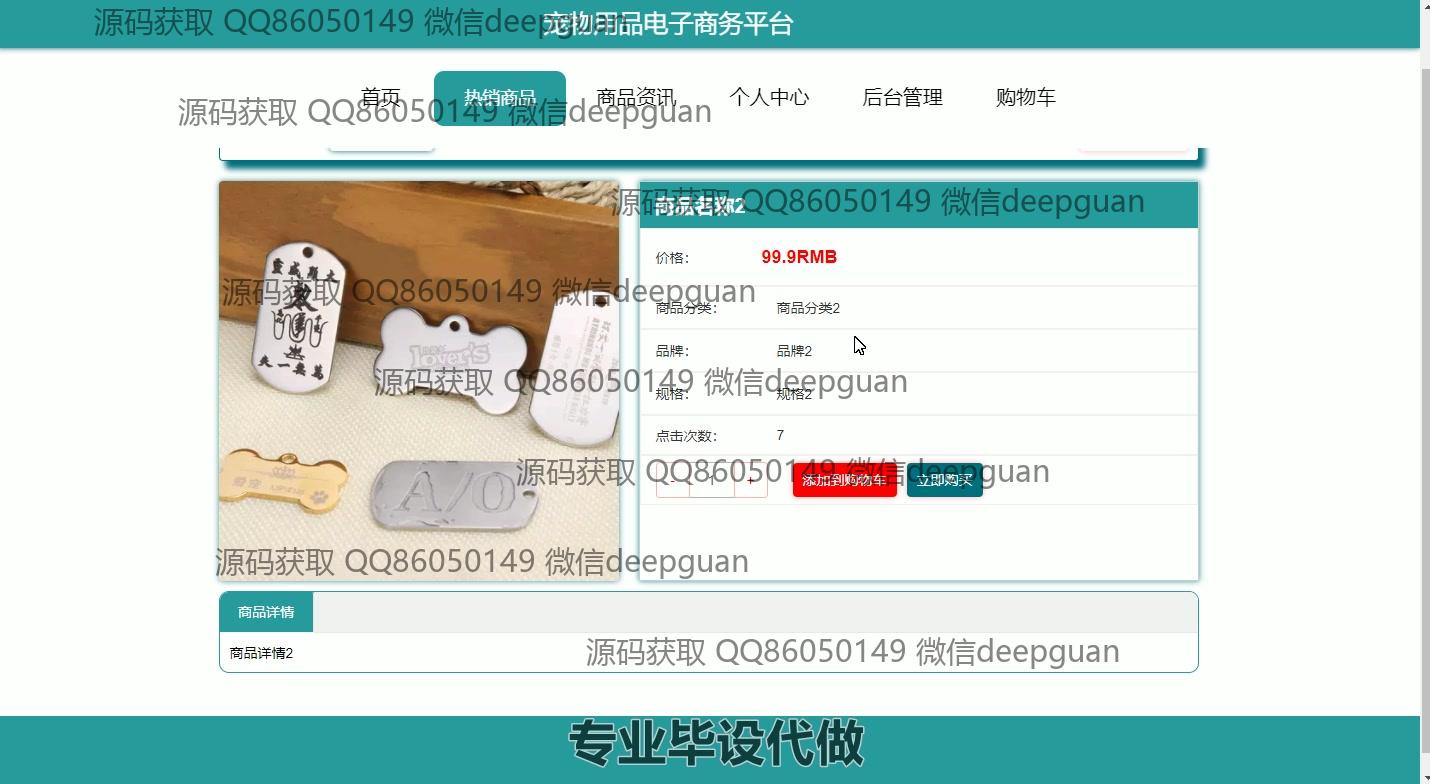 宠物用品电子商务平台
源码获取 QQ86050149 微信deepguan
首页 热销商品 商品资讯 个人中心 后台管理 购物车
源码获取 QQ86050149 微信deepguan
商品名称2
源码获取 QQ86050149 微信deepguan
价格: 99.9RMB
源码获取 QQ86050149 微信deepguan
商品分类: 商品分类2
品牌: 品牌2
源码获取 QQ86050149 微信deepguan
规格: 规格2
点击次数: 7
- 1 + 添加到购物车 立即购买
源码获取 QQ86050149 微信deepguan
lover's
A/O
源码获取 QQ86050149 微信deepguan
商品详情
商品详情2
源码获取 QQ86050149 微信deepguan
专业毕设代做